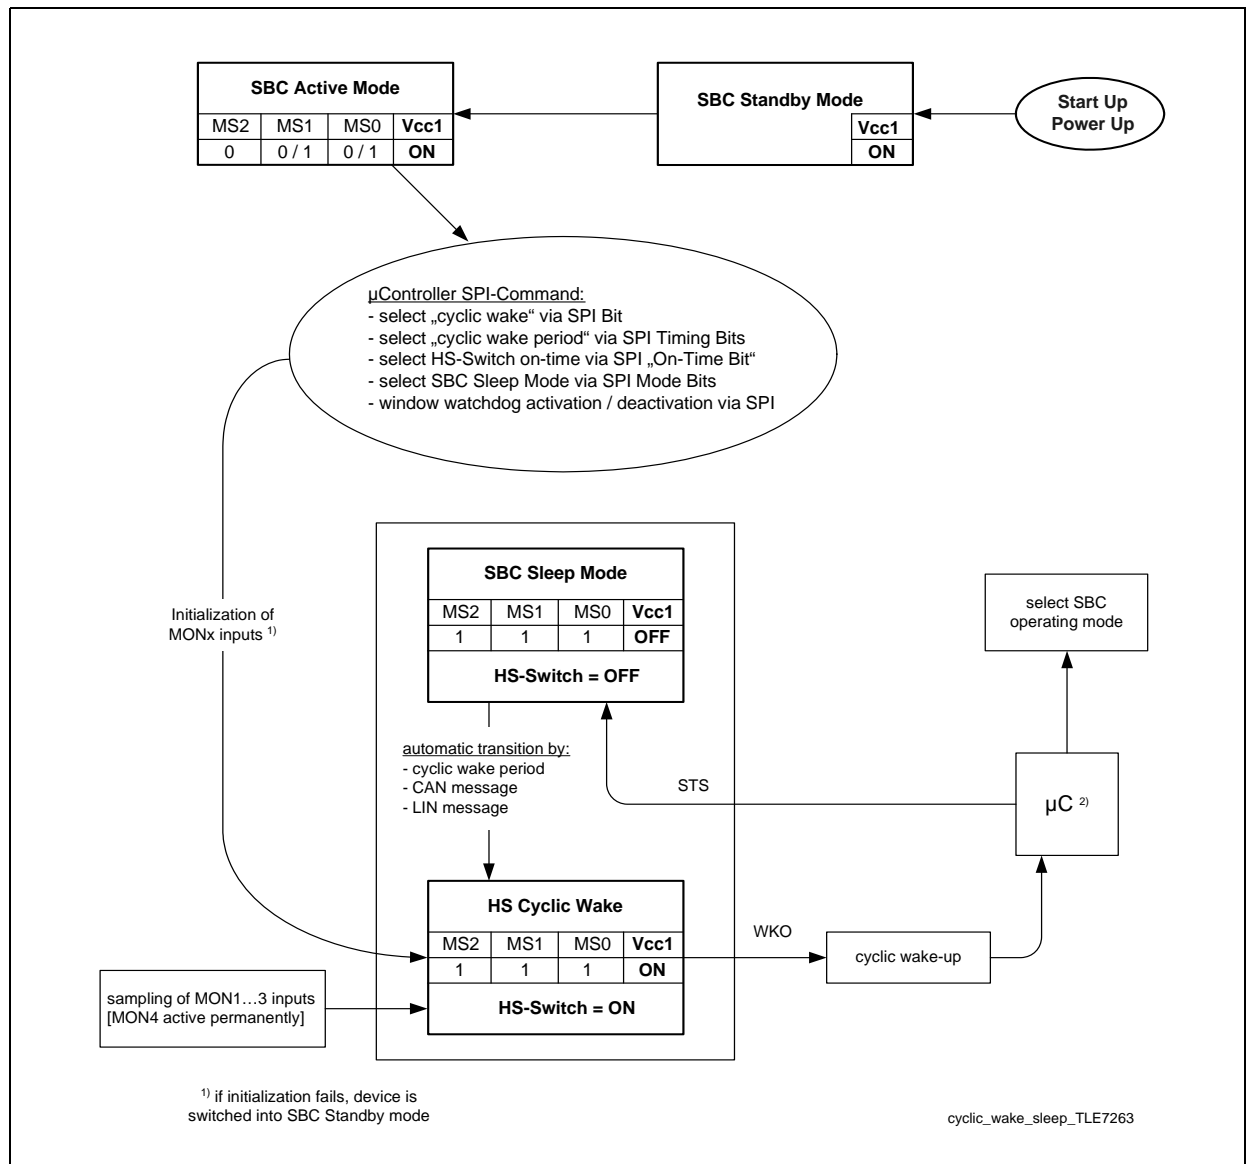 SBC Active Mode
MS2 MS1 MS0 Vcc1
0 0 / 1 0 / 1 ON
SBC Standby Mode
Vcc1
ON
Start Up
Power Up
µController SPI-Command:
- select „cyclic wake“ via SPI Bit
- select „cyclic wake period“ via SPI Timing Bits
- select HS-Switch on-time via SPI „On-Time Bit“
- select SBC Sleep Mode via SPI Mode Bits
- window watchdog activation / deactivation via SPI
Initialization of
MONx inputs 1)
SBC Sleep Mode
MS2 MS1 MS0 Vcc1
1 1 1 OFF
HS-Switch = OFF
automatic transition by:
- cyclic wake period
- CAN message
- LIN message
STS
select SBC
operating mode
µC 2)
HS Cyclic Wake
MS2 MS1 MS0 Vcc1
1 1 1 ON
HS-Switch = ON
WKO
cyclic wake-up
sampling of MON1…3 inputs
[MON4 active permanently]
1) if initialization fails, device is
switched into SBC Standby mode
cyclic_wake_sleep_TLE7263